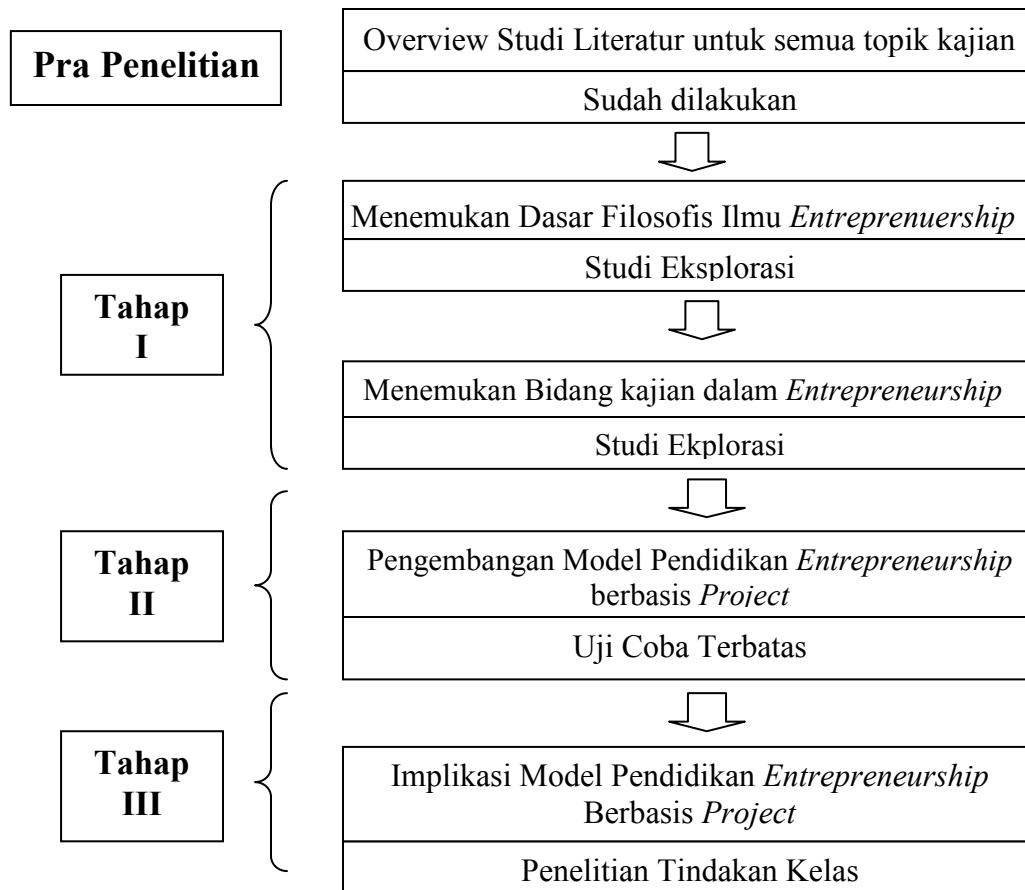 Pra Penelitian
Overview Studi Literatur untuk semua topik kajian
Sudah dilakukan
Tahap
I
Menemukan Dasar Filosofis Ilmu Entreprenuership
Studi Eksplorasi
Menemukan Bidang kajian dalam Entrepreneurship
Studi Ekplorasi
Tahap
II
Pengembangan Model Pendidikan Entrepreneurship
berbasis Project
Uji Coba Terbatas
Tahap
III
Implikasi Model Pendidikan Entrepreneurship
Berbasis Project
Penelitian Tindakan Kelas